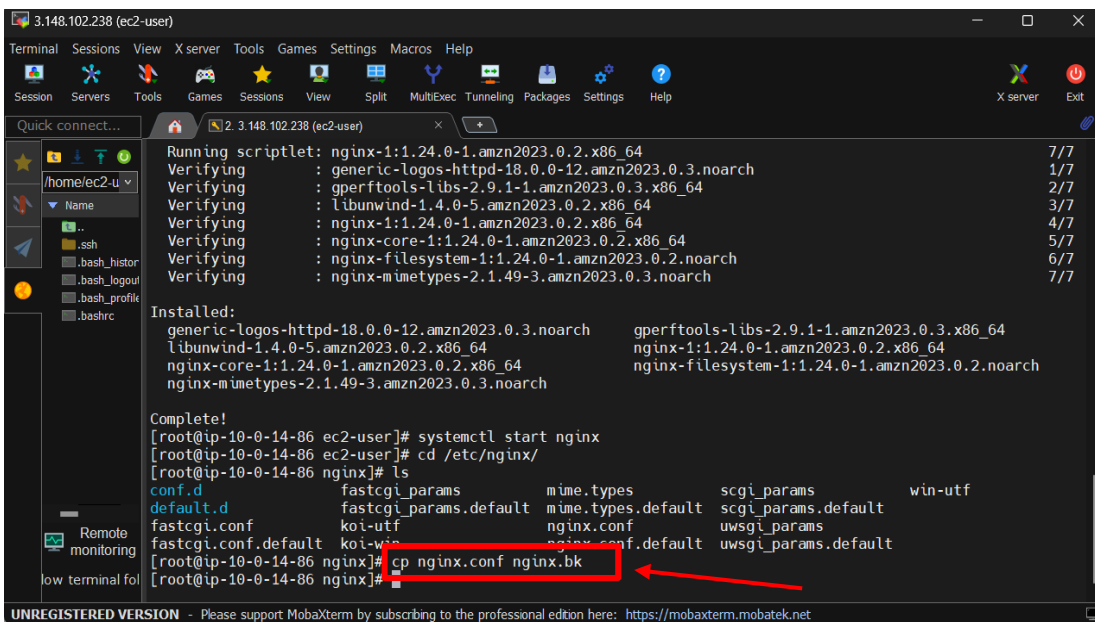 3.148.102.238 (ec2-user)
Terminal Sessions View X server Tools Games Settings Macros Help
Session Servers Tools Games Sessions View Split MultiExec Tunneling Packages Settings Help X server Exit
Quick connect... 2. 3.148.102.238 (ec2-user)
/home/ec2-u
Name
..
.ssh
.bash_histor
.bash_logout
.bash_profile
.bashrc
Remote
monitoring
low terminal fol
Running scriptlet: nginx-1:1.24.0-1.amzn2023.0.2.x86_64 7/7
Verifying : generic-logos-httpd-18.0.0-12.amzn2023.0.3.noarch 1/7
Verifying : gperftools-libs-2.9.1-1.amzn2023.0.3.x86_64 2/7
Verifying : libunwind-1.4.0-5.amzn2023.0.2.x86_64 3/7
Verifying : nginx-1:1.24.0-1.amzn2023.0.2.x86_64 4/7
Verifying : nginx-core-1:1.24.0-1.amzn2023.0.2.x86_64 5/7
Verifying : nginx-filesystem-1:1.24.0-1.amzn2023.0.2.noarch 6/7
Verifying : nginx-mimetypes-2.1.49-3.amzn2023.0.3.noarch 7/7
Installed:
generic-logos-httpd-18.0.0-12.amzn2023.0.3.noarch gperftools-libs-2.9.1-1.amzn2023.0.3.x86_64
libunwind-1.4.0-5.amzn2023.0.2.x86_64 nginx-1:1.24.0-1.amzn2023.0.2.x86_64
nginx-core-1:1.24.0-1.amzn2023.0.2.x86_64 nginx-filesystem-1:1.24.0-1.amzn2023.0.2.noarch
nginx-mimetypes-2.1.49-3.amzn2023.0.3.noarch
Complete!
[root@ip-10-0-14-86 ec2-user]# systemctl start nginx
[root@ip-10-0-14-86 ec2-user]# cd /etc/nginx/
[root@ip-10-0-14-86 nginx]# ls
conf.d fastcgi_params mime.types scgi_params win-utf
default.d fastcgi_params.default mime.types.default scgi_params.default
fastcgi.conf koi-utf nginx.conf uwsgi_params
fastcgi.conf.default koi-win nginx.conf.default uwsgi_params.default
[root@ip-10-0-14-86 nginx]# cp nginx.conf nginx.bk
[root@ip-10-0-14-86 nginx]#
UNREGISTERED VERSION - Please support MobaXterm by subscribing to the professional edition here: https://mobaxterm.mobatek.net